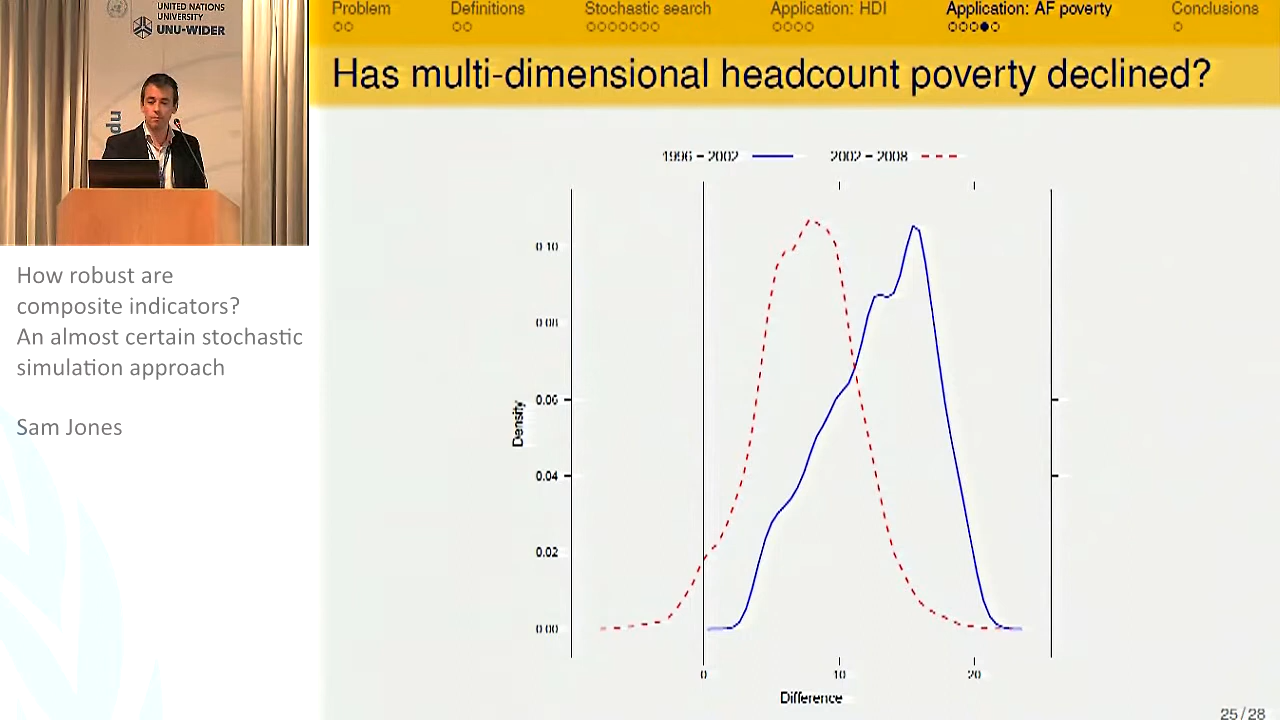 UNITED NATIONS
UNIVERSITY
UNU-WIDER
du
How robust are
composite indicators?
An almost certain stochastic
simulation approach
Sam Jones
Problem
Definitions
Stochastic search
Application: HDI
Application: AF poverty
Conclusions
Has multi-dimensional headcount poverty declined?
1996 – 2002
2002 – 2008
0.10
0.08
0.06
0.04
0.02
0.00
Density
0
10
20
Difference
25 / 28